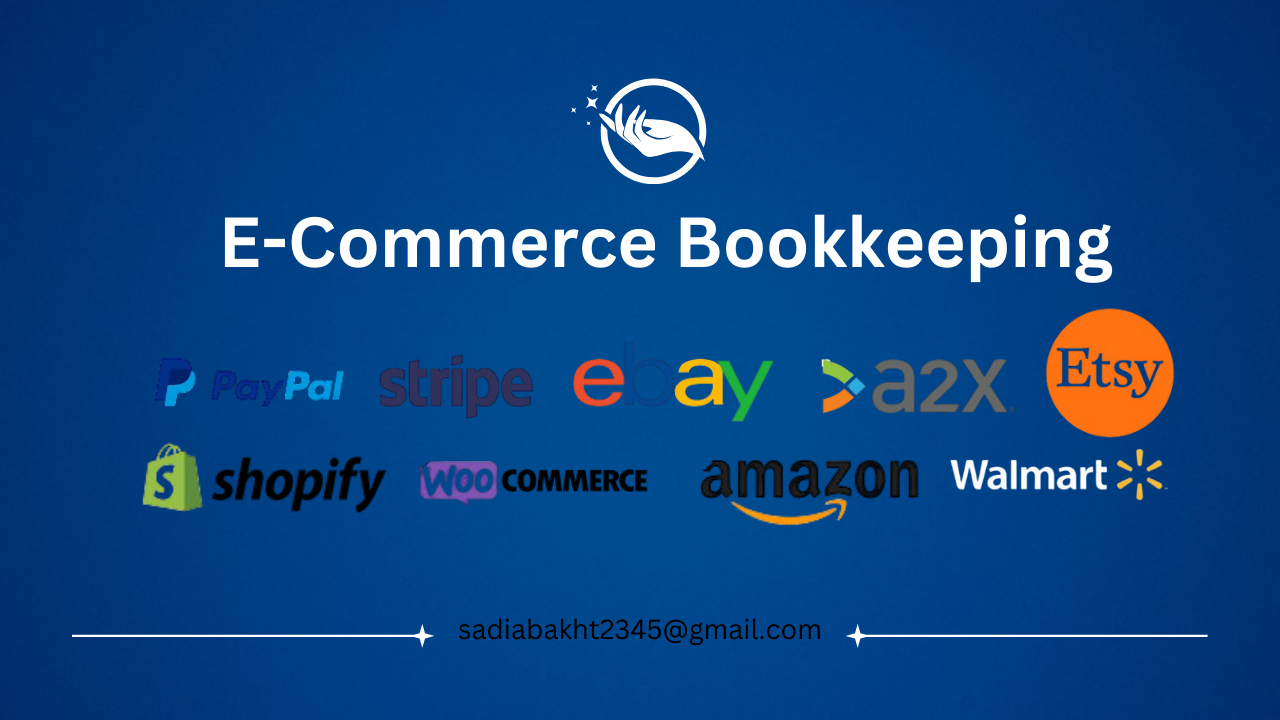 E-Commerce Bookkeeping
PayPal stripe ebay a2x Etsy
shopify WOO COMMERCE amazon Walmart
sadiabakht2345@gmail.com